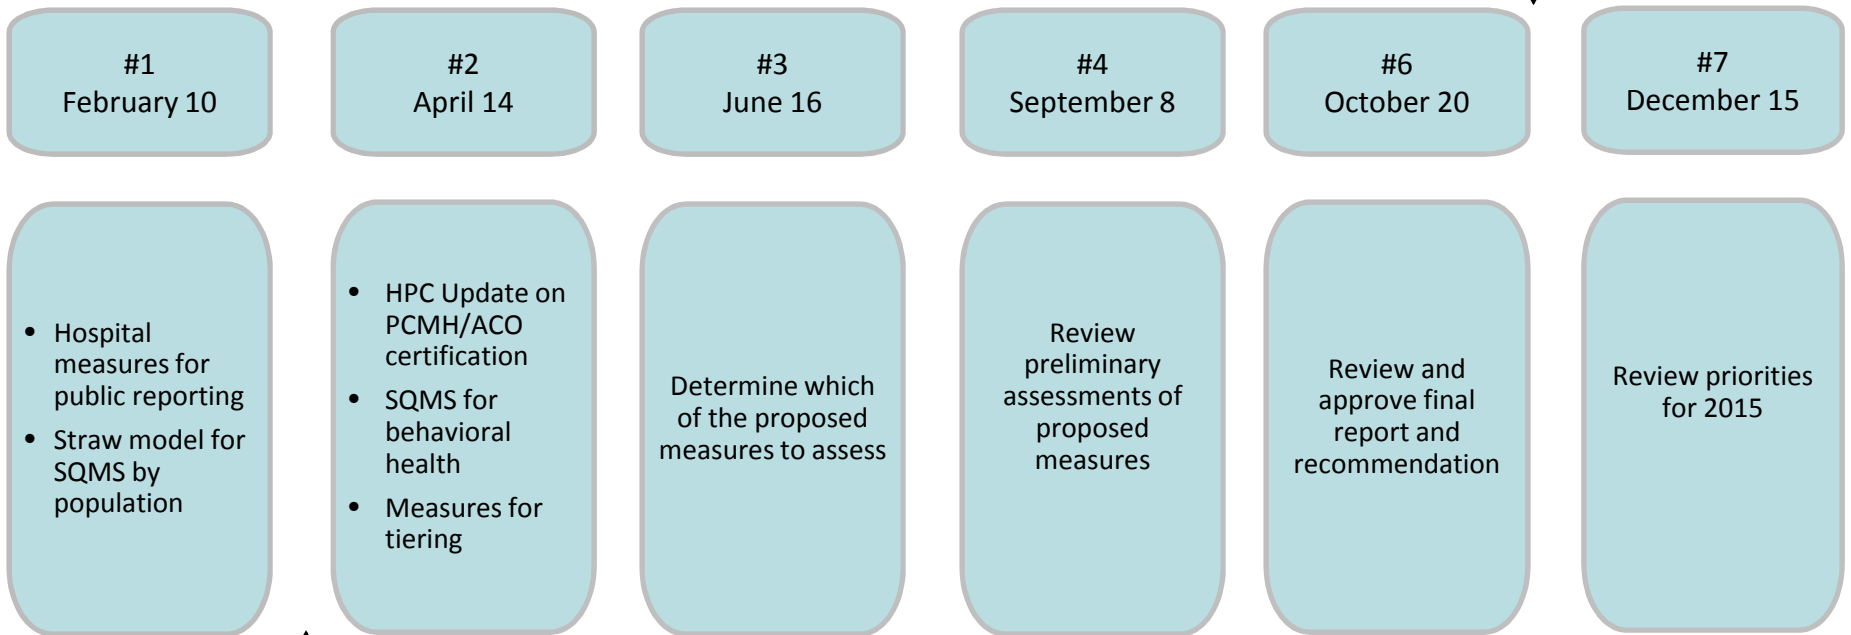 #1
February 10
#2
April 14
#3
June 16
#4
September 8
#6
October 20
#7
December 15
• Hospital
measures for
public reporting
• Straw model for
SQMS by
population
• HPC Update on
PCMH/ACO
certification
• SQMS for
behavioral
health
• Measures for
tiering
Determine which
of the proposed
measures to assess
Review
preliminary
assessments of
proposed
measures
Review and
approve final
report and
recommendation
Review priorities
for 2015